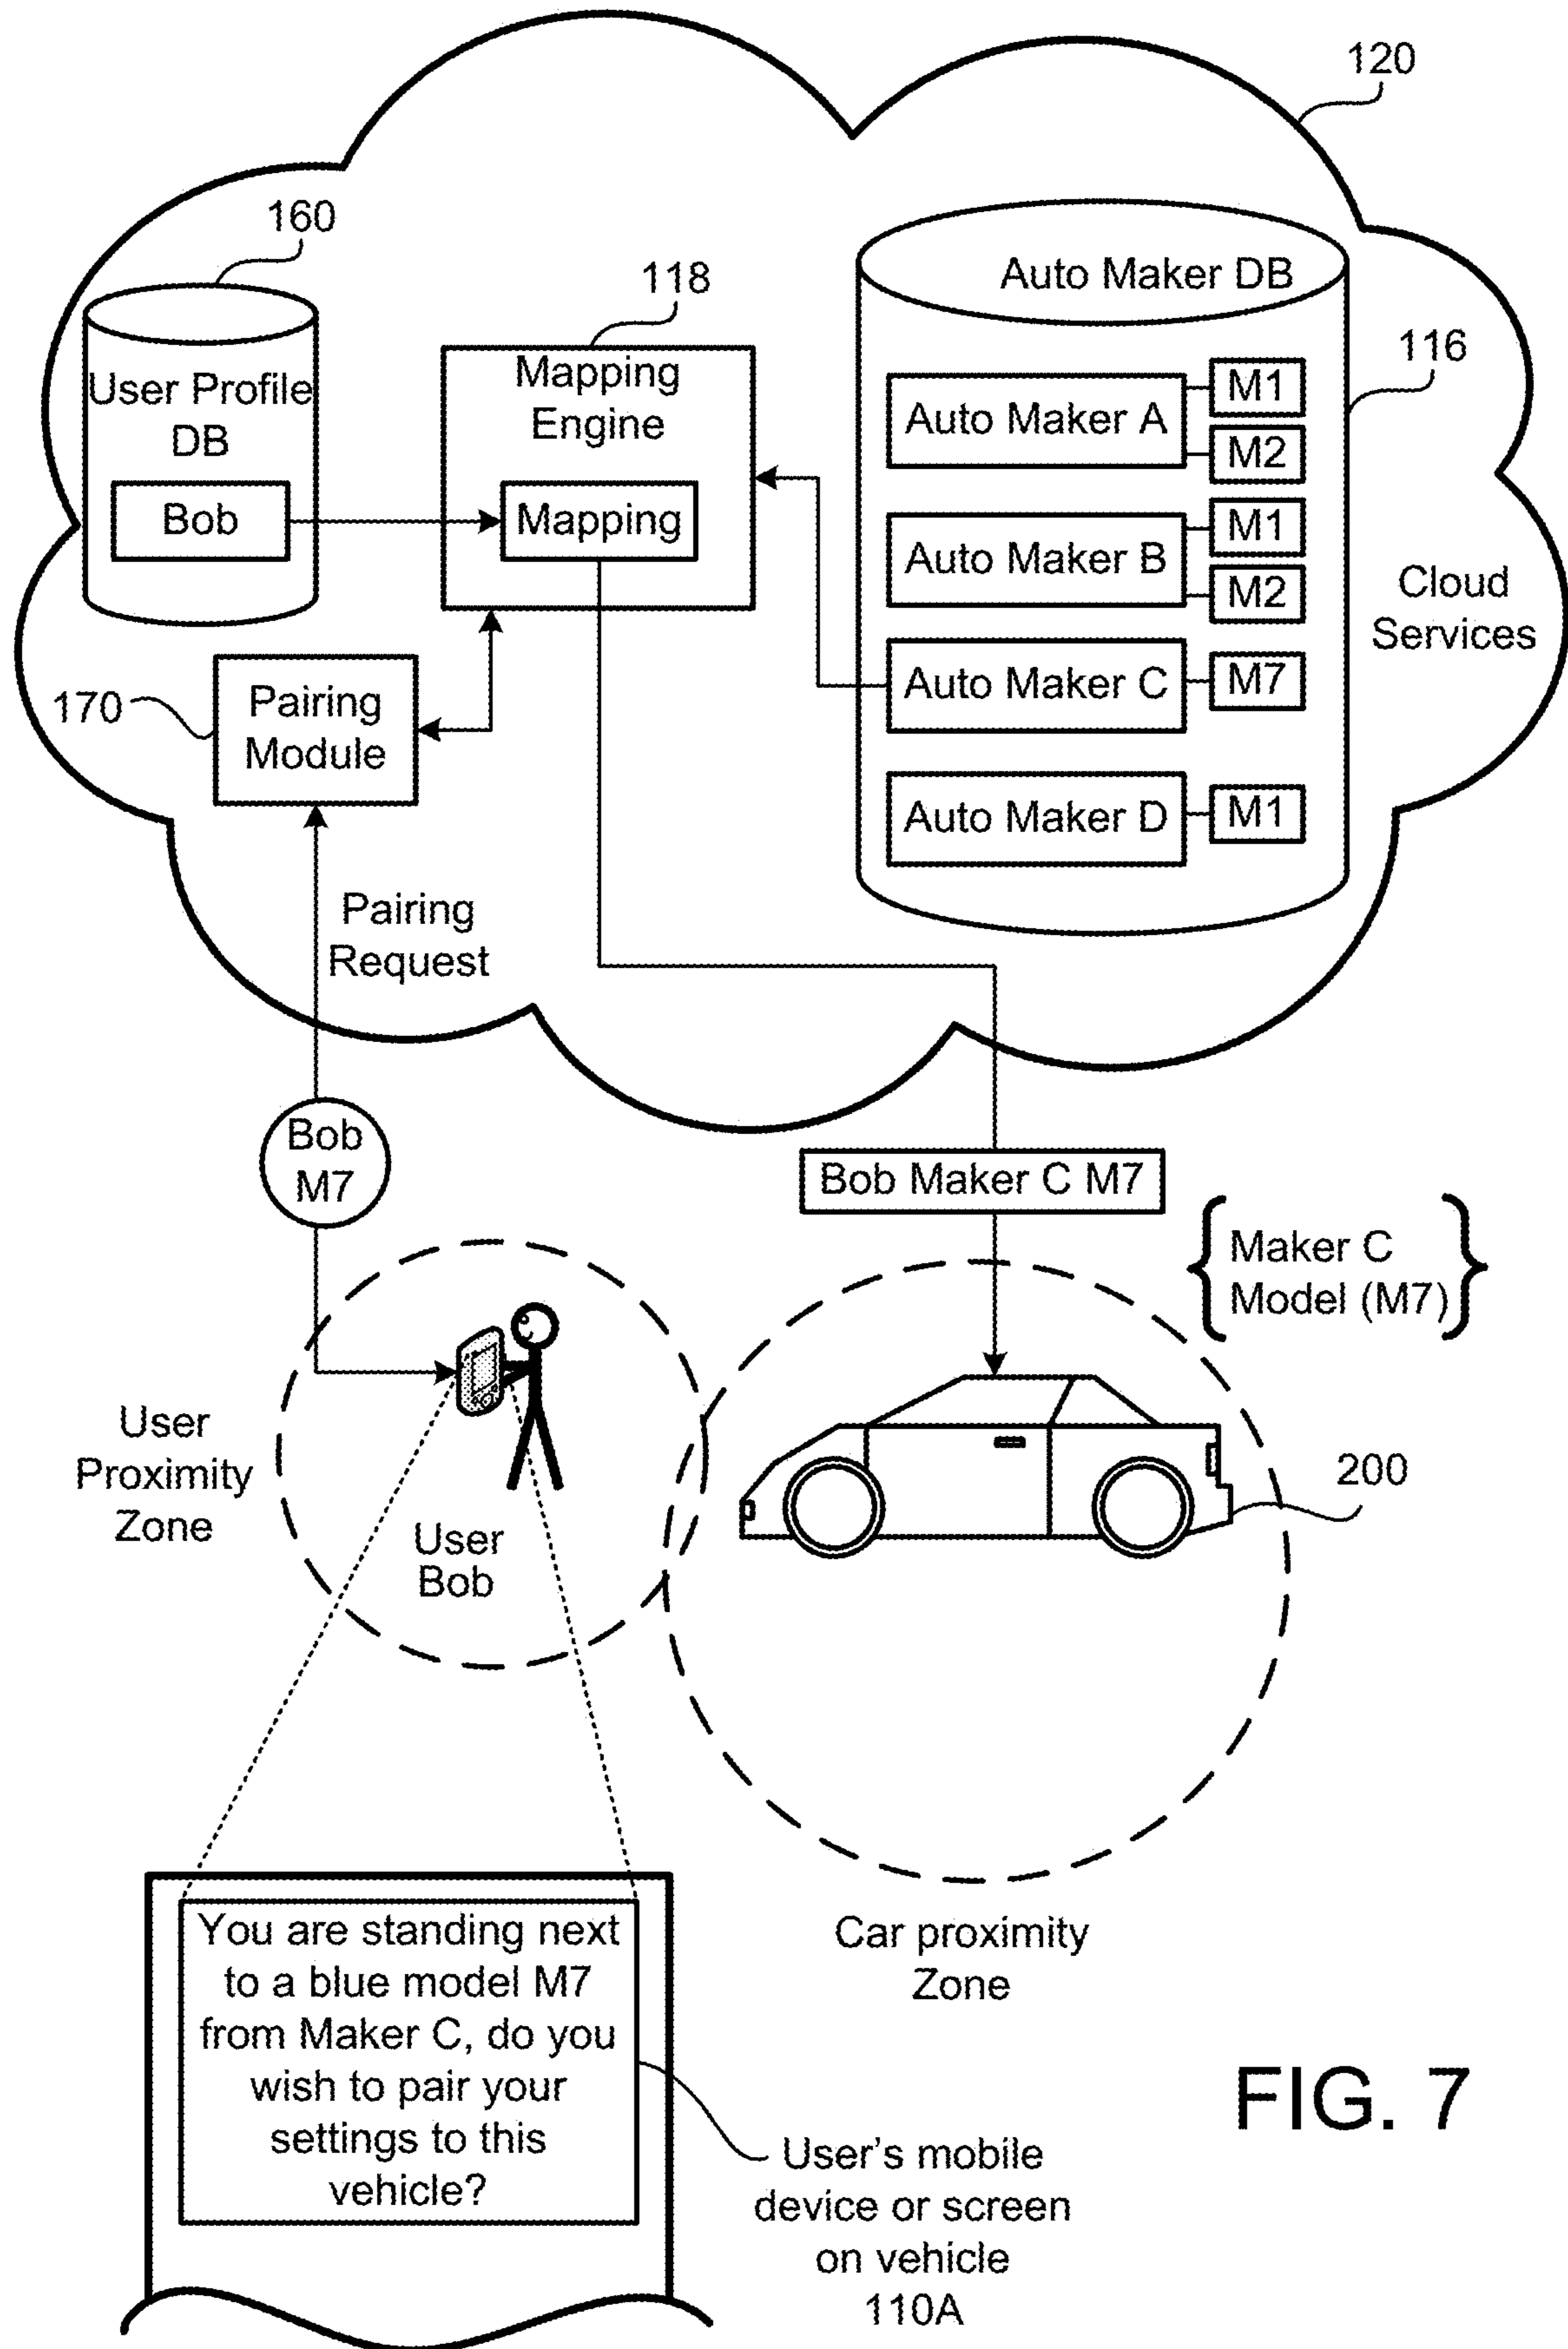 120
160
118
Auto Maker DB
116
User Profile
DB
Bob
Mapping
Engine
Mapping
Auto Maker A
M1
M2
Auto Maker B
M1
M2
Auto Maker C
M7
Auto Maker D
M1
Cloud
Services
170
Pairing
Module
Pairing
Request
Bob
M7
Bob Maker C M7
Maker C
Model (M7)
User
Proximity
Zone
User
Bob
200
Car proximity
Zone
You are standing next
to a blue model M7
from Maker C, do you
wish to pair your
settings to this
vehicle?
User's mobile
device or screen
on vehicle
110A
FIG. 7